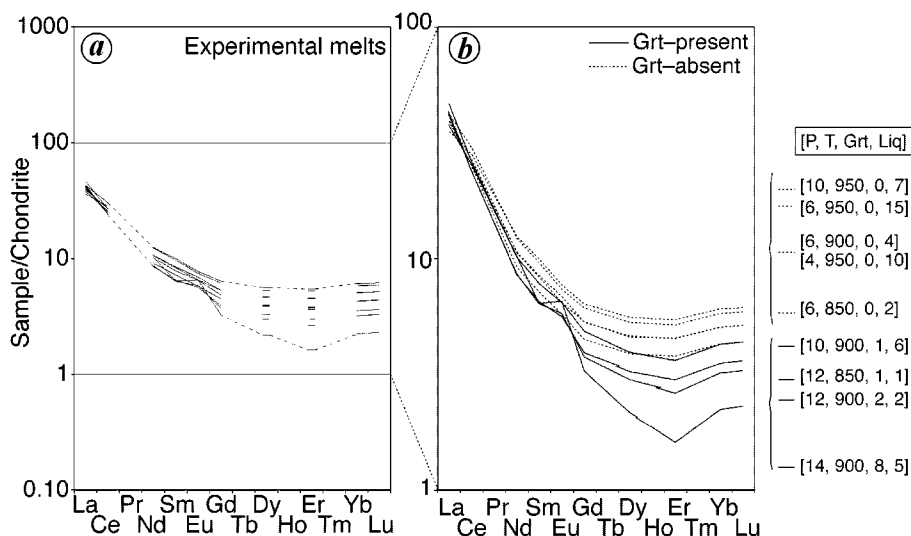 1000
100
10
1
0.10
Sample/Chondrite
a
Experimental melts
La Pr Sm Gd Dy Er Yb
Ce Nd Eu Tb Ho Tm Lu
100
10
1
b
Grt–present
Grt–absent
La Pr Sm Gd Dy Er Yb
Ce Nd Eu Tb Ho Tm Lu
[P, T, Grt, Liq]
[10, 950, 0, 7]
[6, 950, 0, 15]
[6, 900, 0, 4]
[4, 950, 0, 10]
[6, 850, 0, 2]
[10, 900, 1, 6]
[12, 850, 1, 1]
[12, 900, 2, 2]
[14, 900, 8, 5]